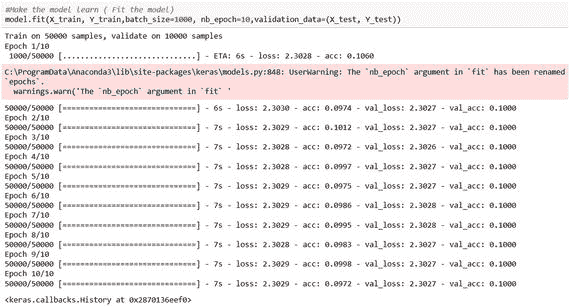 #Make the model learn ( Fit the model)
model.fit(X_train, Y_train,batch_size=1000, nb_epoch=10,validation_data=(X_test, Y_test))
Train on 50000 samples, validate on 10000 samples
Epoch 1/10
1000/50000 [..............................] - ETA: 6s - loss: 2.3028 - acc: 0.1060
C:\ProgramData\Anaconda3\lib\site-packages\keras\models.py:848: UserWarning: The `nb_epoch` argument in `fit` has been renamed
`epochs`.
warnings.warn('The `nb_epoch` argument in `fit` '
50000/50000 [==============================] - 6s - loss: 2.3030 - acc: 0.0974 - val_loss: 2.3027 - val_acc: 0.1000
Epoch 2/10
50000/50000 [==============================] - 7s - loss: 2.3029 - acc: 0.1012 - val_loss: 2.3027 - val_acc: 0.1000
Epoch 3/10
50000/50000 [==============================] - 7s - loss: 2.3028 - acc: 0.0972 - val_loss: 2.3026 - val_acc: 0.1000
Epoch 4/10
50000/50000 [==============================] - 7s - loss: 2.3028 - acc: 0.0997 - val_loss: 2.3027 - val_acc: 0.1000
Epoch 5/10
50000/50000 [==============================] - 7s - loss: 2.3029 - acc: 0.0975 - val_loss: 2.3027 - val_acc: 0.1000
Epoch 6/10
50000/50000 [==============================] - 7s - loss: 2.3029 - acc: 0.0986 - val_loss: 2.3028 - val_acc: 0.1000
Epoch 7/10
50000/50000 [==============================] - 7s - loss: 2.3029 - acc: 0.0995 - val_loss: 2.3028 - val_acc: 0.1000
Epoch 8/10
50000/50000 [==============================] - 7s - loss: 2.3028 - acc: 0.0983 - val_loss: 2.3027 - val_acc: 0.1000
Epoch 9/10
50000/50000 [==============================] - 7s - loss: 2.3029 - acc: 0.0998 - val_loss: 2.3027 - val_acc: 0.1000
Epoch 10/10
50000/50000 [==============================] - 7s - loss: 2.3029 - acc: 0.0972 - val_loss: 2.3027 - val_acc: 0.1000
<keras.callbacks.History at 0x2870136eef0>